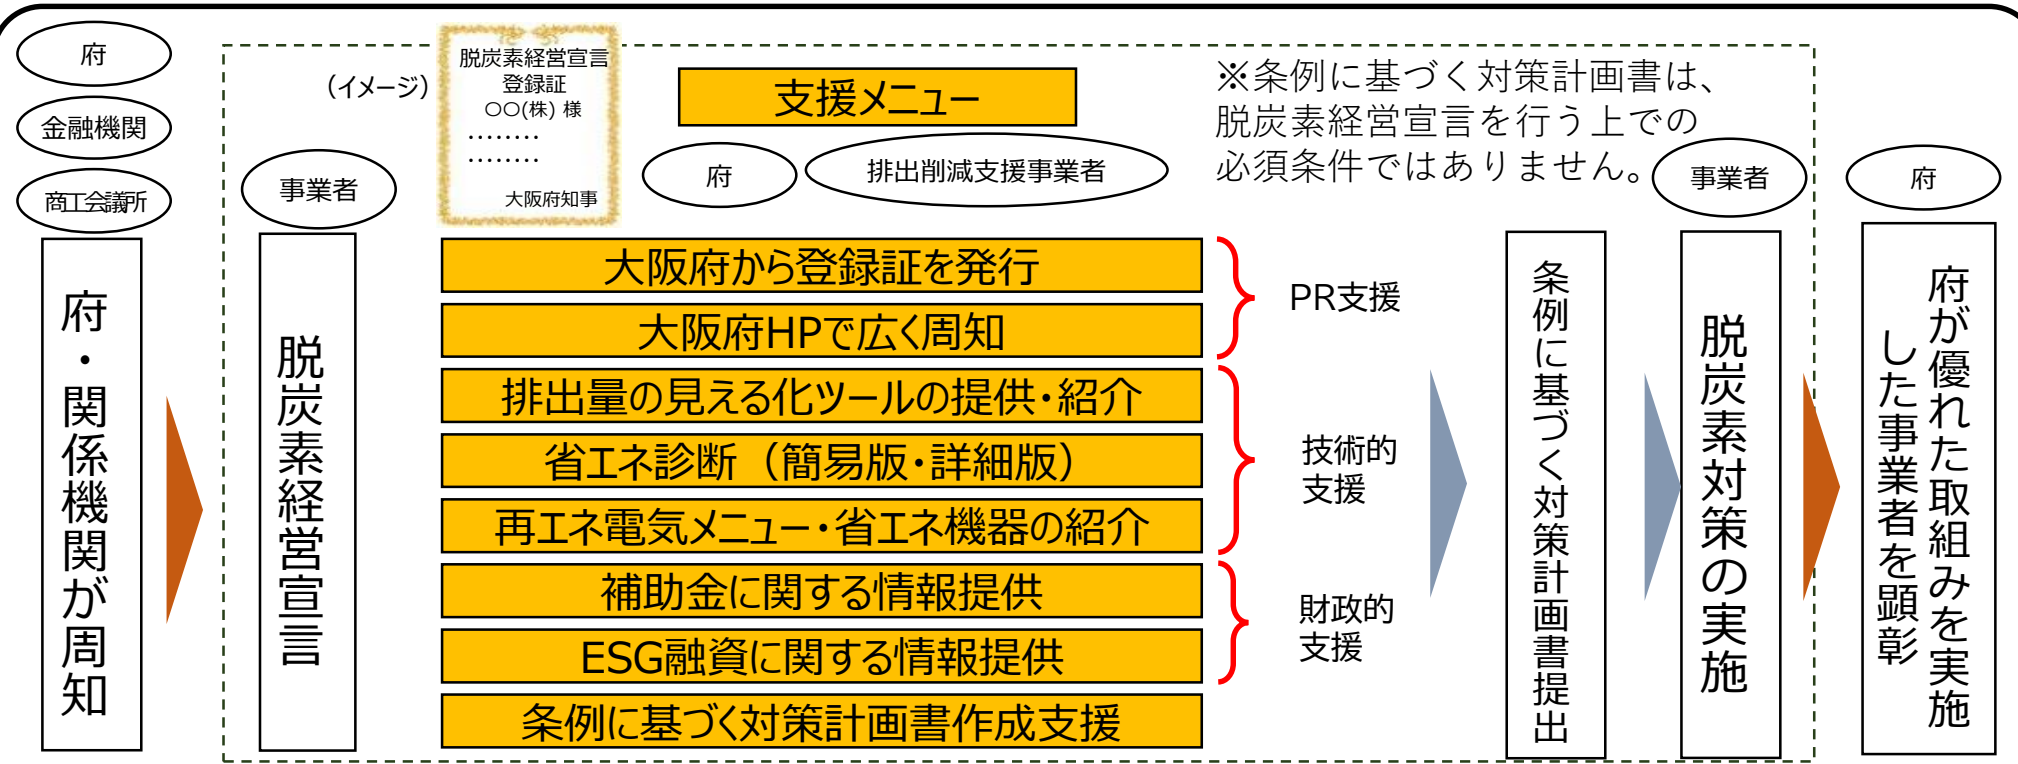 府
金融機関
商工会議所
府・関係機関が周知
事業者
脱炭素経営宣言
（イメージ）
脱炭素経営宣言
登録証
○○(株) 様
………
………
大阪府知事
支援メニュー
府
排出削減支援事業者
※条例に基づく対策計画書は、
脱炭素経営宣言を行う上での
必須条件ではありません。
大阪府から登録証を発行
大阪府HPで広く周知
排出量の見える化ツールの提供・紹介
省エネ診断（簡易版・詳細版）
再エネ電気メニュー・省エネ機器の紹介
補助金に関する情報提供
ESG融資に関する情報提供
条例に基づく対策計画書作成支援
PR支援
技術的
支援
財政的
支援
条例に基づく対策計画書提出
事業者
脱炭素対策の実施
府
府が優れた取組みを実施
した事業者を顕彰